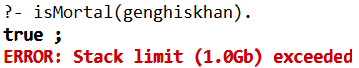 ?- isMortal(genghiskhan).
true ;
ERROR: Stack limit (1.0Gb) exceeded